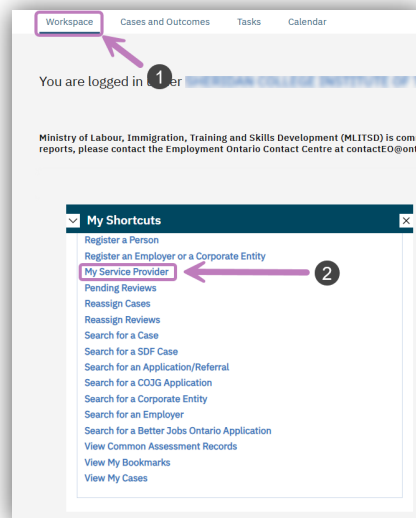 Workspace Cases and Outcomes Tasks Calendar
1
You are logged in er
Ministry of Labour, Immigration, Training and Skills Development (MLITSD) is com
reports, please contact the Employment Ontario Contact Centre at contactEO@ont
My Shortcuts
Register a Person
Register an Employer or a Corporate Entity
My Service Provider
2
Pending Reviews
Reassign Cases
Reassign Reviews
Search for a Case
Search for a SDF Case
Search for an Application/Referral
Search for a COJG Application
Search for a Corporate Entity
Search for an Employer
Search for a Better Jobs Ontario Application
View Common Assessment Records
View My Bookmarks
View My Cases